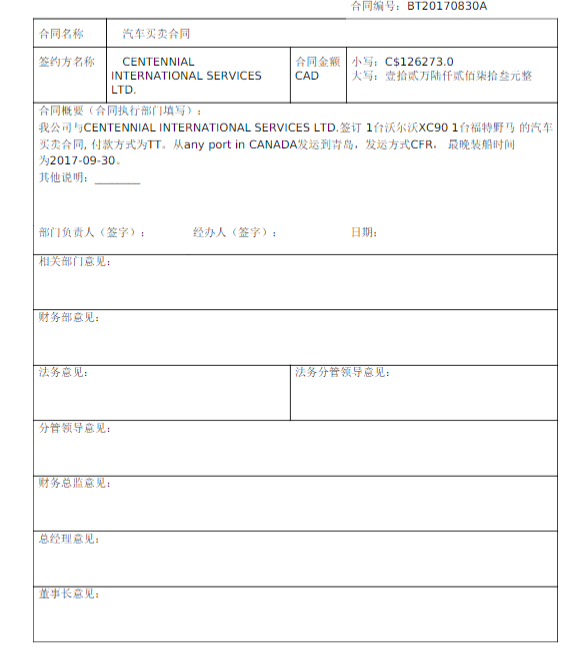 合同编号：BT20170830A
合同名称 汽车买卖合同
签约方名称 CENTENNIAL INTERNATIONAL SERVICES LTD.
合同金额 CAD
小写：C$126273.0
大写：壹拾贰万陆仟贰佰柒拾叁元整
合同概要（合同执行部门填写）：
我公司与CENTENNIAL INTERNATIONAL SERVICES LTD.签订 1台沃尔沃XC90 1台福特野马 的汽车
买卖合同, 付款方式为TT。从any port in CANADA发运到青岛，发运方式CFR， 最晚装船时间
为2017-09-30。
其他说明：________
部门负责人（签字）： 经办人（签字）： 日期：
相关部门意见：
财务部意见：
法务意见： 法务分管领导意见：
分管领导意见：
财务总监意见：
总经理意见：
董事长意见：